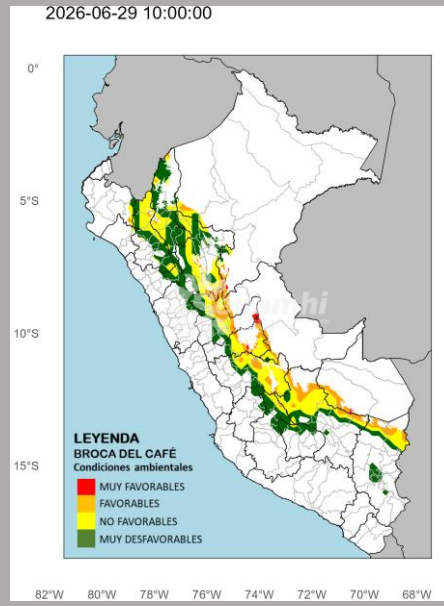 2026-06-29 10:00:00
0°
5°S
10°S
15°S
LEYENDA
BROCA DEL CAFÉ
Condiciones ambientales
MUY FAVORABLES
FAVORABLES
NO FAVORABLES
MUY DESFAVORABLES
82°W 80°W 78°W 76°W 74°W 72°W 70°W 68°W